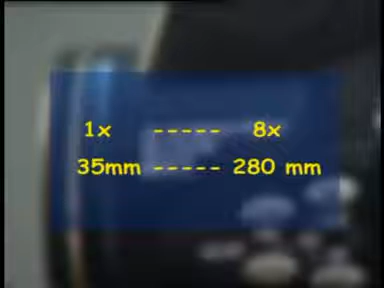 1x ----- 8x
35mm ----- 280 mm